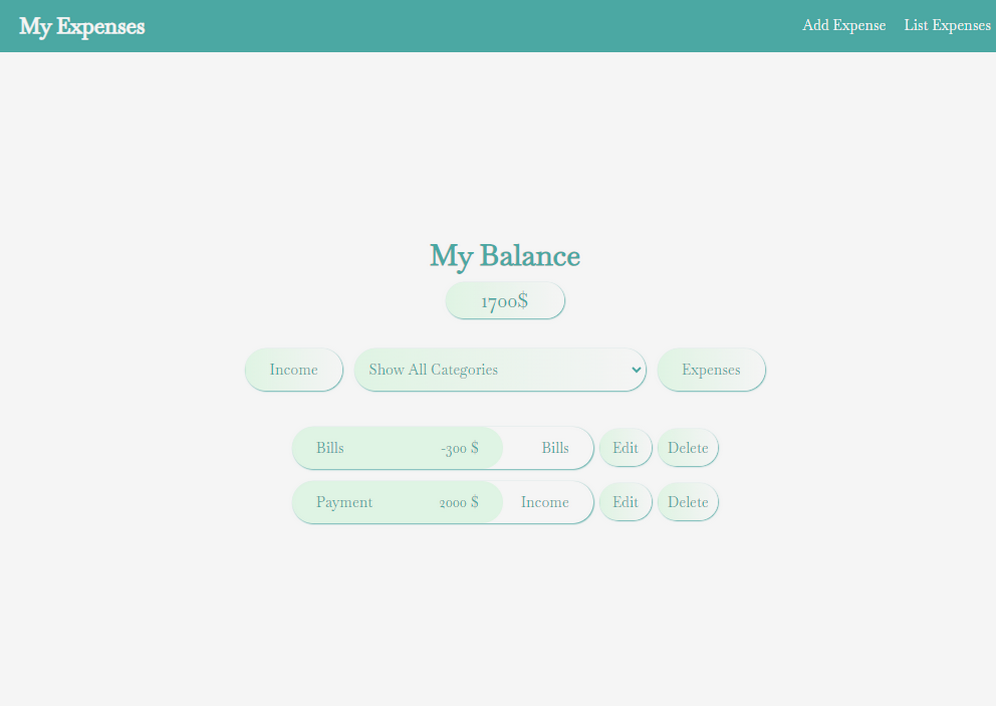 My Expenses Add Expense List Expenses
My Balance
1700$
Income Show All Categories Expenses
Bills -300 $ Bills Edit Delete
Payment 2000 $ Income Edit Delete